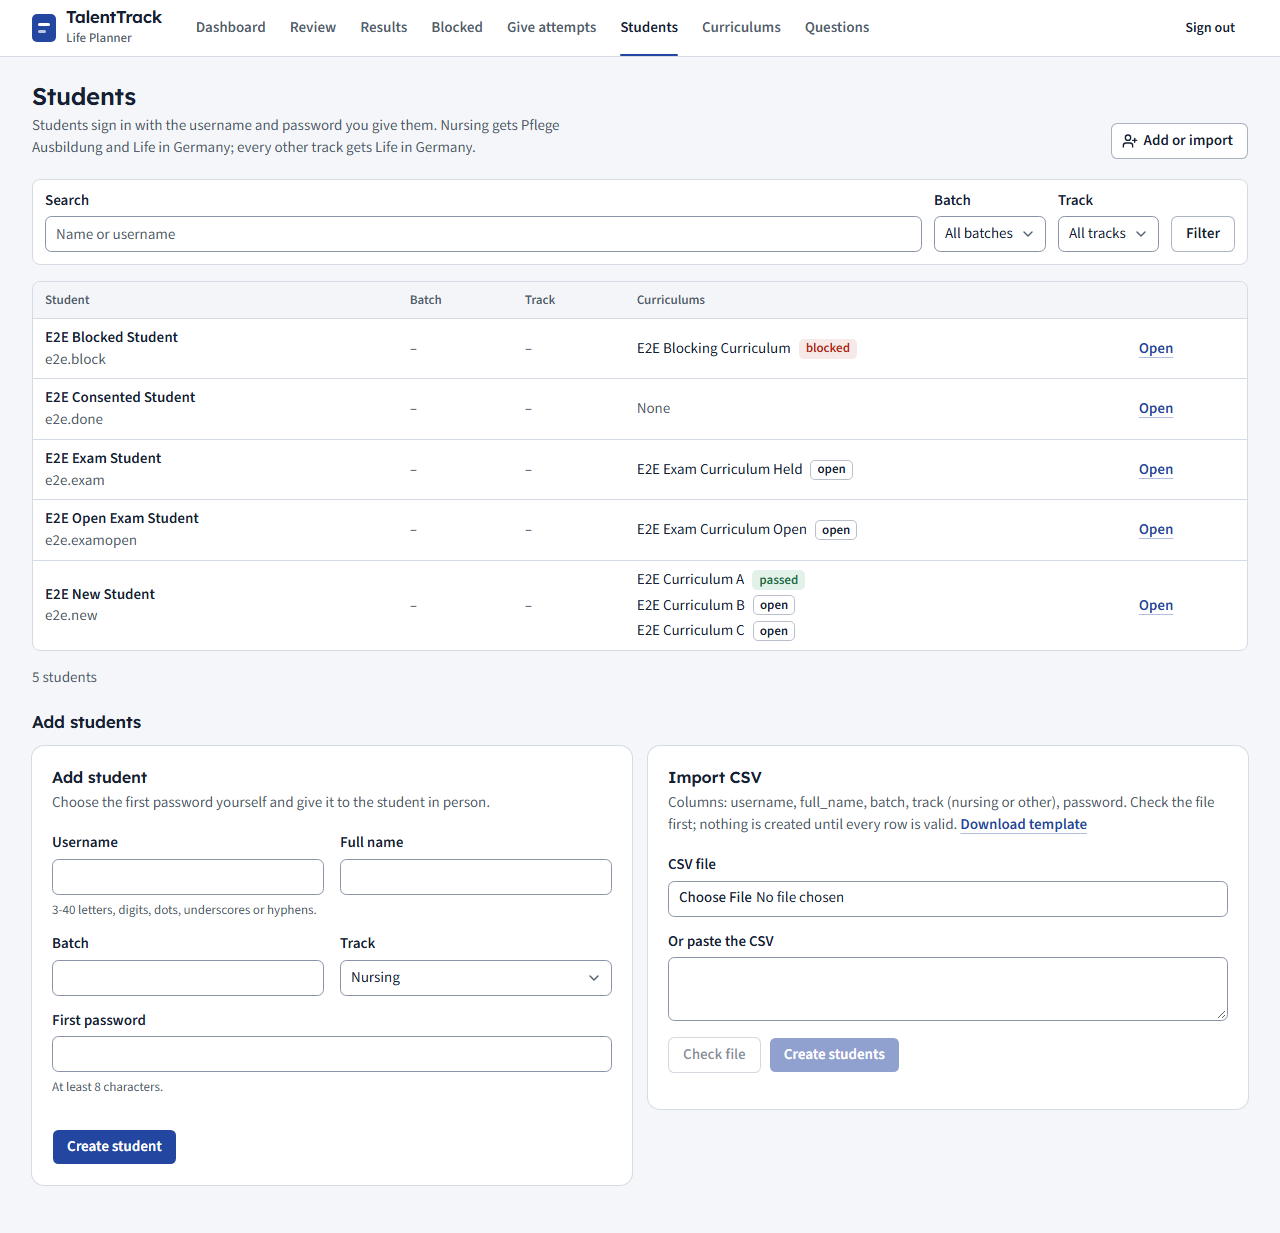 TalentTrack
Life Planner
Dashboard
Review
Results
Blocked
Give attempts
Students
Curriculums
Questions
Sign out
Students
Students sign in with the username and password you give them. Nursing gets Pflege
Ausbildung and Life in Germany; every other track gets Life in Germany.
Add or import
Search
Batch
Track
Name or username
All batches
All tracks
Filter
Student
Batch
Track
Curriculums
E2E Blocked Student
e2e.block
–
–
E2E Blocking Curriculum blocked
Open
E2E Consented Student
e2e.done
–
–
None
Open
E2E Exam Student
e2e.exam
–
–
E2E Exam Curriculum Held open
Open
E2E Open Exam Student
e2e.examopen
–
–
E2E Exam Curriculum Open open
Open
E2E New Student
e2e.new
–
–
E2E Curriculum A passed
E2E Curriculum B open
E2E Curriculum C open
Open
5 students
Add students
Add student
Choose the first password yourself and give it to the student in person.
Username
Full name
3-40 letters, digits, dots, underscores or hyphens.
Batch
Track
Nursing
First password
At least 8 characters.
Create student
Import CSV
Columns: username, full_name, batch, track (nursing or other), password. Check the file
first; nothing is created until every row is valid. Download template
CSV file
Choose File No file chosen
Or paste the CSV
Check file
Create students